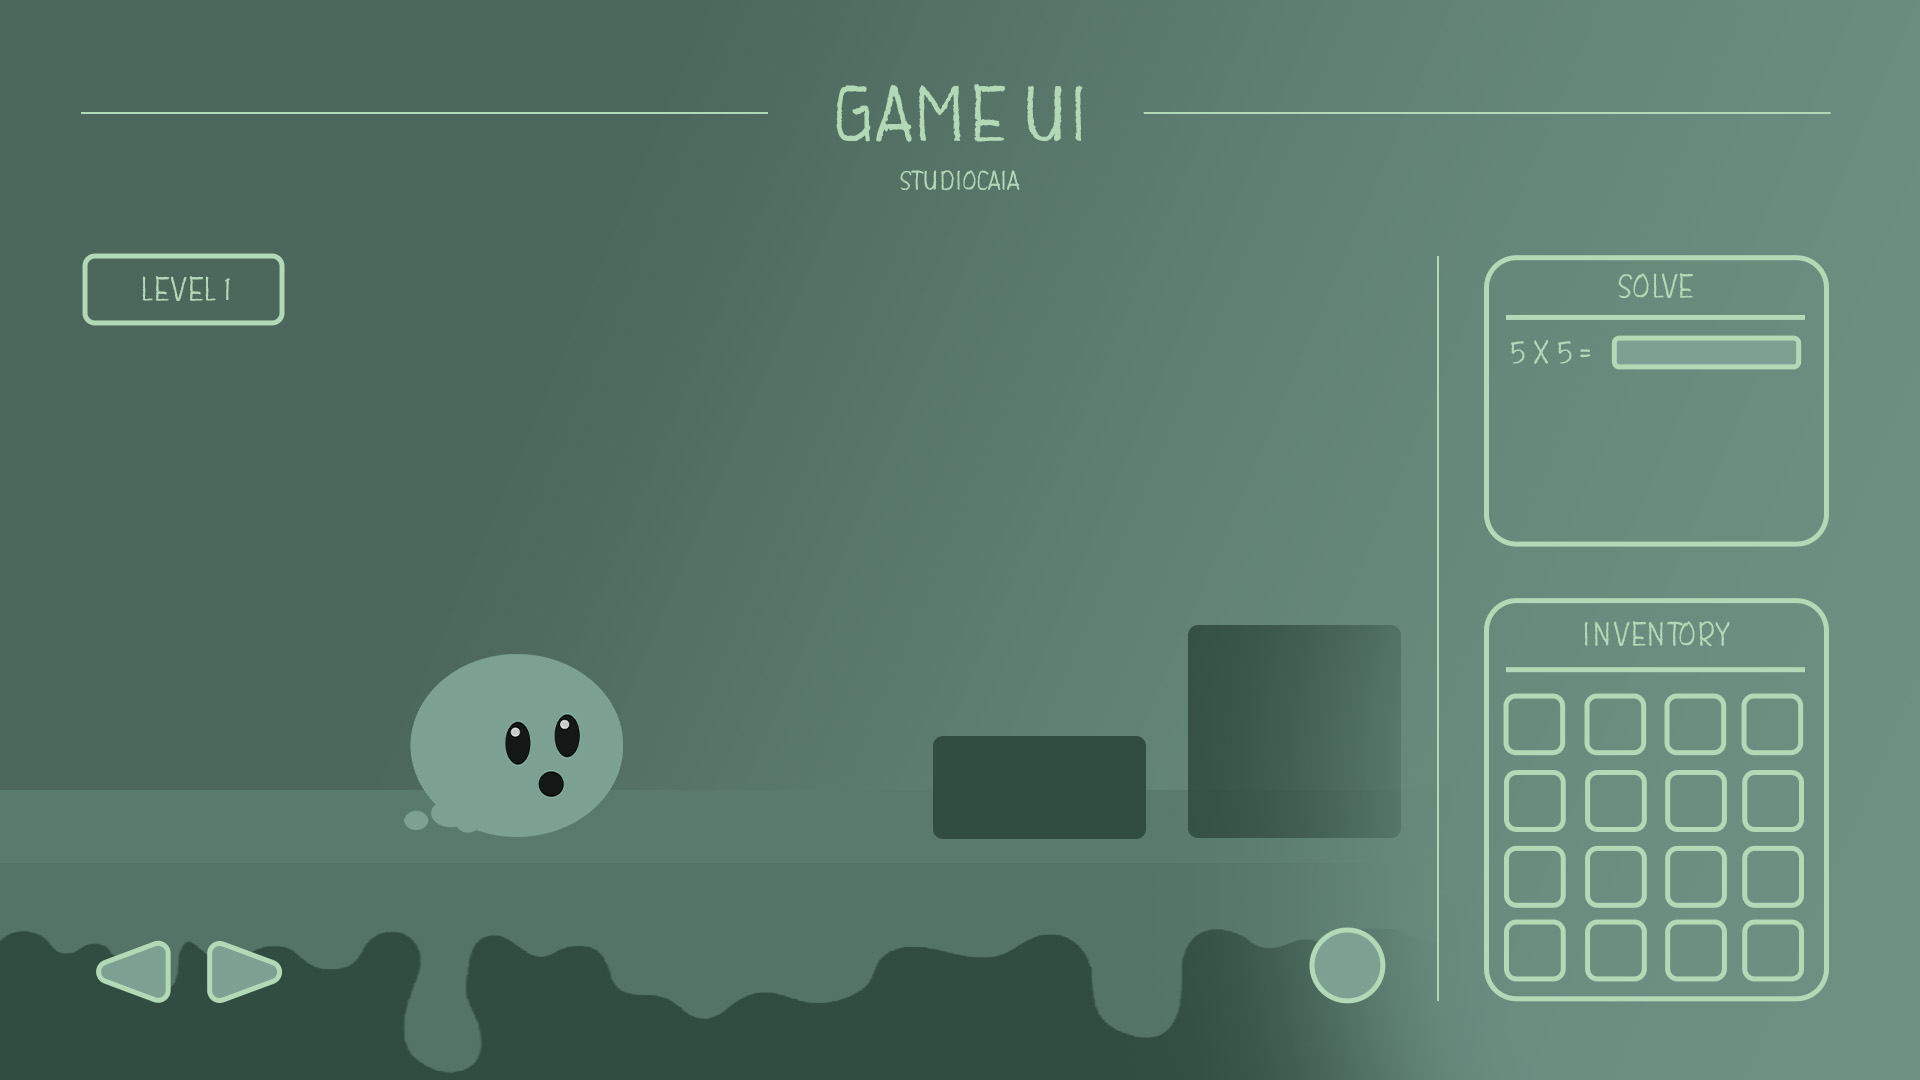 GAME UI
STUDIOCAIA
LEVEL 1
SOLVE
5 X 5 =
INVENTORY